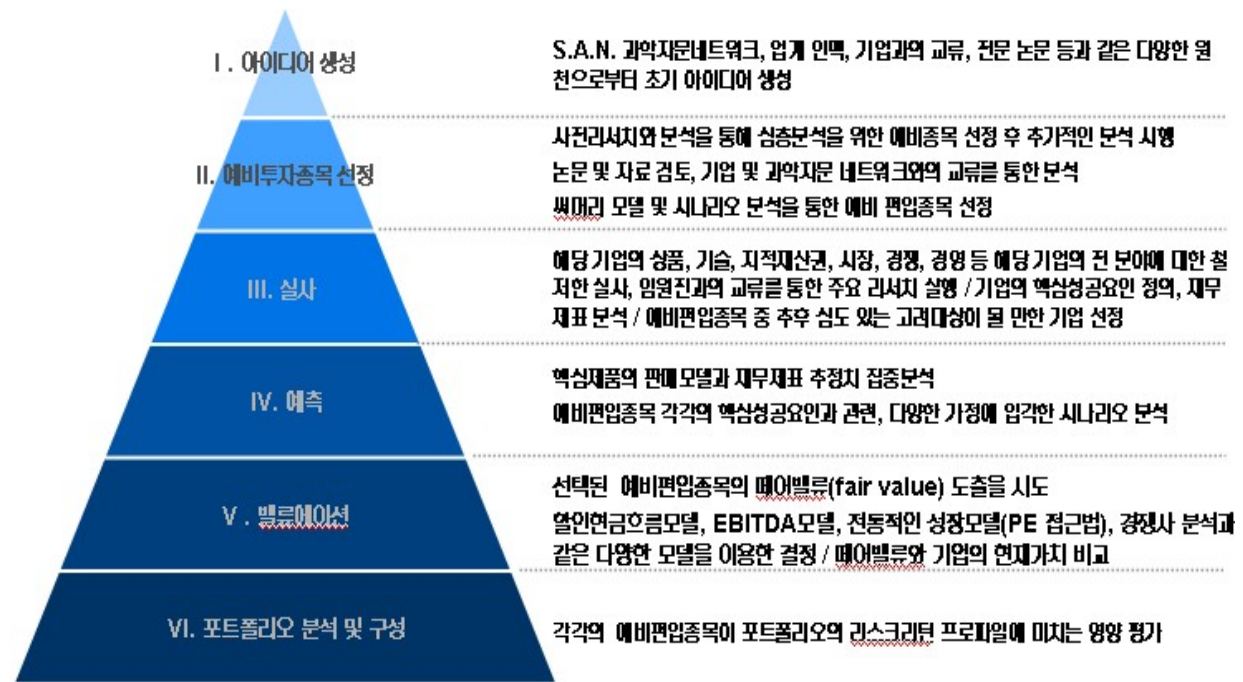 I . 아이디어 생성
S.A.N. 과학자문네트워크, 업계 인맥, 기업과의 교류, 전문 논문 등과 같은 다양한 원
천으로부터 초기 아이디어 생성
II. 예비투자종목 선정
사전리서치와 분석을 통해 심층분석을 위한 예비종목 선정 후 추가적인 분석 시행
논문 및 자료 검토, 기업 및 과학자문 네트워크와의 교류를 통한 분석
써머리 모델 및 시나리오 분석을 통한 예비 편입종목 선정
III. 실사
해당 기업의 상품, 기술, 지적재산권, 시장, 경쟁, 경영 등 해당 기업의 전 분야에 대한 철
저한 실사, 임원진과의 교류를 통한 주요 리서치 실행 / 기업의 핵심성공요인 정의, 재무
재표 분석 / 예비편입종목 중 추후 심도 있는 고려대상이 될 만한 기업 선정
IV. 예측
핵심제품의 판매모델과 재무재표 추정치 집중분석
예비편입종목 각각의 핵심성공요인과 관련, 다양한 가정에 입각한 시나리오 분석
V . 밸류에이션
선택된 예비편입종목의 페어밸류(fair value) 도출을 시도
할인현금흐름모델, EBITDA모델, 전통적인 성장모델(PE 접근법), 경쟁사 분석과
같은 다양한 모델을 이용한 결정 / 페어밸류와 기업의 현재가치 비교
VI. 포트폴리오 분석 및 구성
각각의 예비편입종목이 포트폴리오의 리스크리턴 프로파일에 미치는 영향 평가